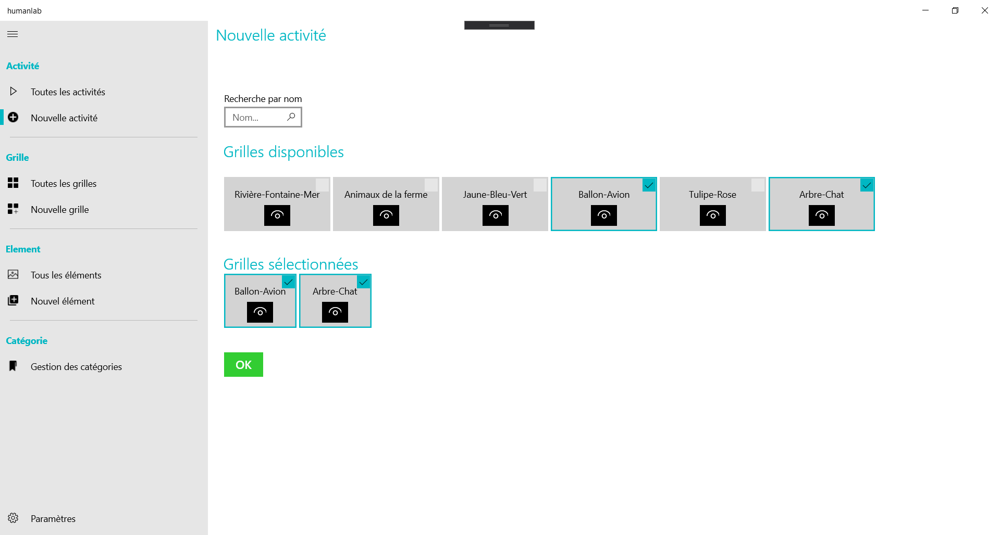 humanlab
Activité
Toutes les activités
Nouvelle activité
Grille
Toutes les grilles
Nouvelle grille
Element
Tous les éléments
Nouvel élément
Catégorie
Gestion des catégories
Paramètres
Nouvelle activité
Recherche par nom
Nom...
Grilles disponibles
Rivière-Fontaine-Mer
Animaux de la ferme
Jaune-Bleu-Vert
Ballon-Avion
Tulipe-Rose
Arbre-Chat
Grilles sélectionnées
Ballon-Avion
Arbre-Chat
OK